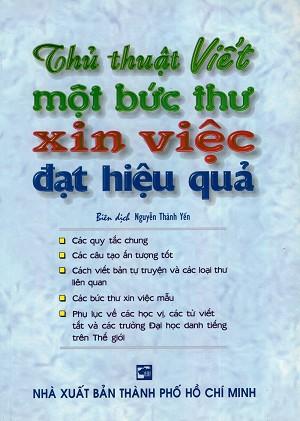 Thủ thuật Viết
một bức thư
xin việc
đạt hiệu quả
Biên dịch Nguyễn Thành Yến
Các quy tắc chung
Các câu tạo ấn tượng tốt
Cách viết bản tự truyện và các loại thư
liên quan
Các bức thư xin việc mẫu
Phụ lục về các học vị, các từ viết
tắt và các trường Đại học danh tiếng
trên Thế giới
NHÀ XUẤT BẢN THÀNH PHỐ HỒ CHÍ MINH